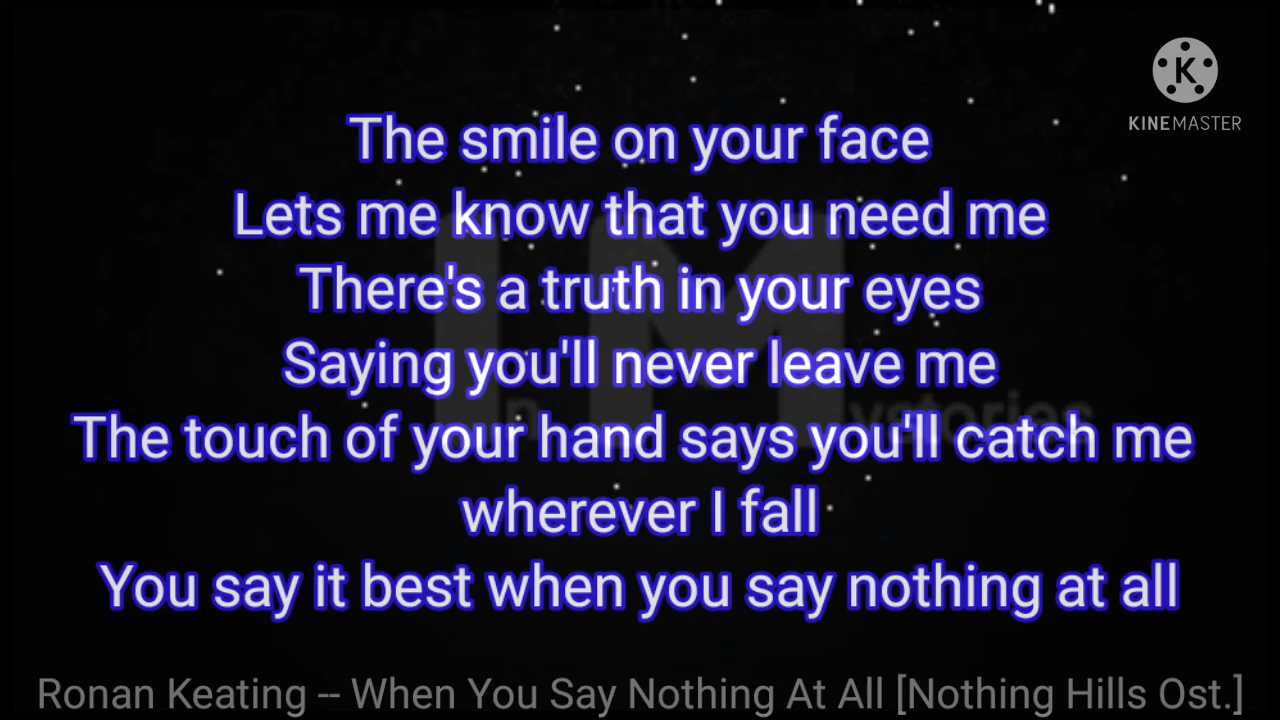 KINEMASTER
The smile on your face
Lets me know that you need me
There's a truth in your eyes
Saying you'll never leave me
The touch of your hand says you'll catch me
wherever I fall
You say it best when you say nothing at all
Ronan Keating -- When You Say Nothing At All [Nothing Hills Ost.]